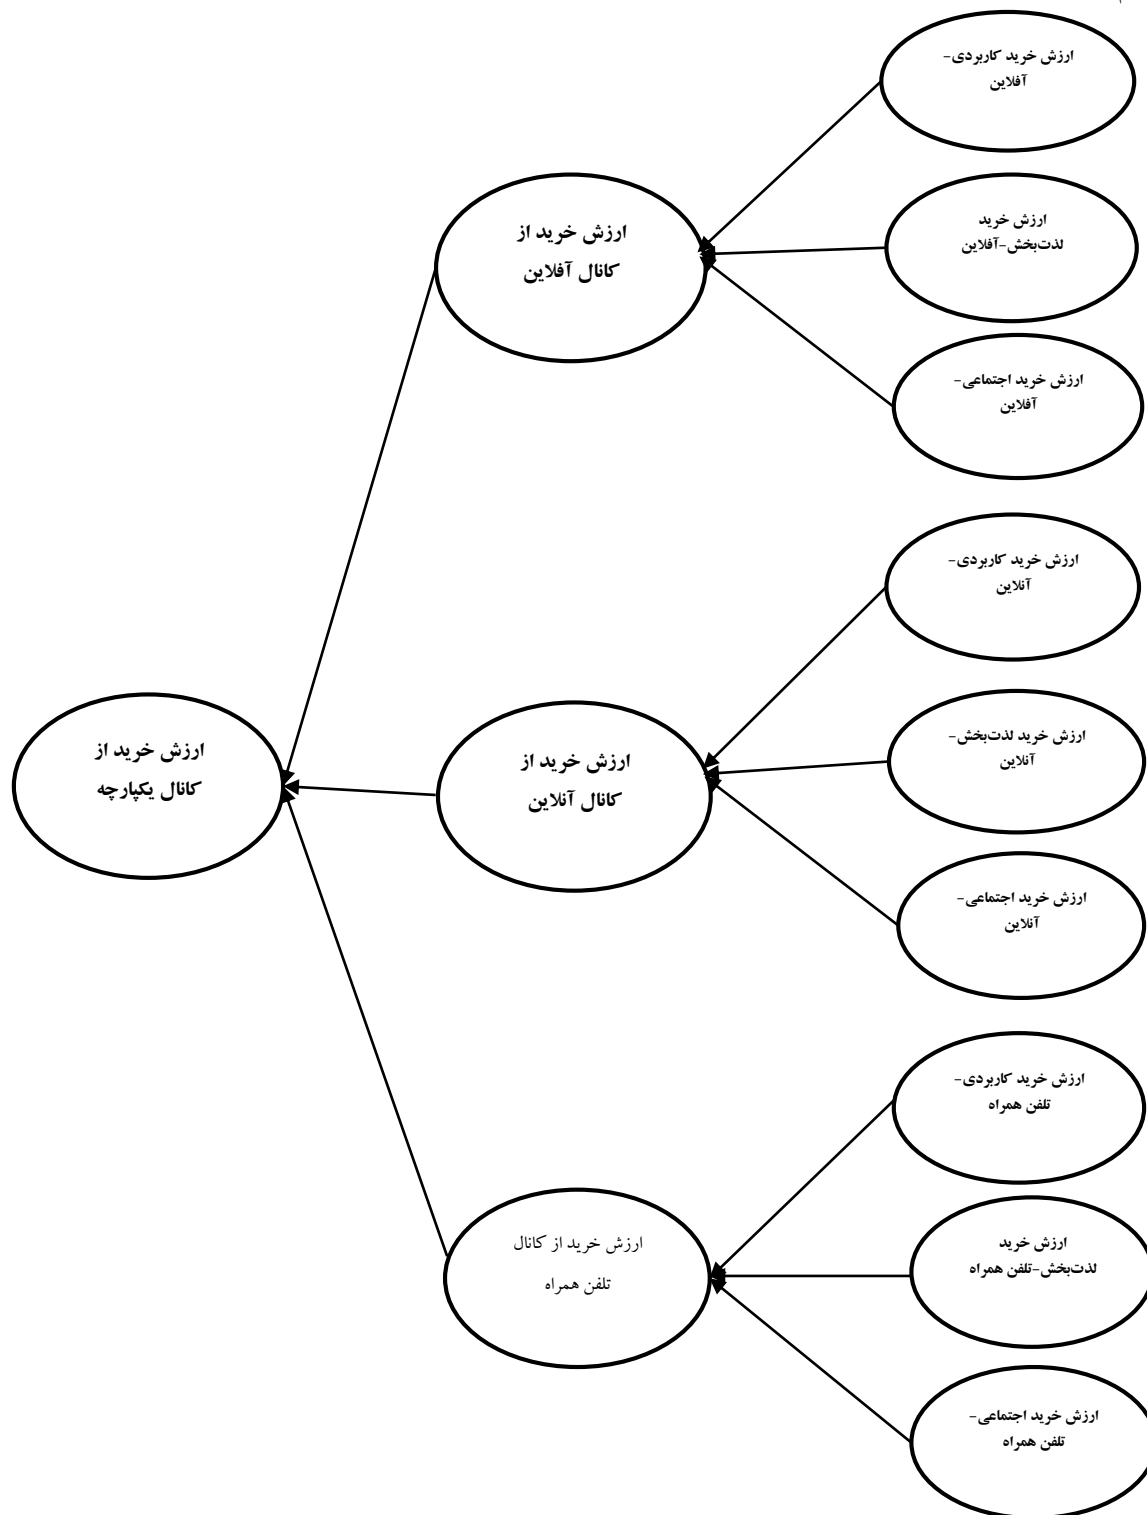 ارزش خرید کاربردی-
آفلاین
ارزش خرید از
کانال آفلاین
ارزش خرید
لذت‌بخش-آفلاین
ارزش خرید اجتماعی-
آفلاین
ارزش خرید کاربردی-
آنلاین
ارزش خرید از
کانال یکپارچه
ارزش خرید از
کانال آنلاین
ارزش خرید لذت‌بخش-
آنلاین
ارزش خرید اجتماعی-
آنلاین
ارزش خرید کاربردی-
تلفن همراه
ارزش خرید از کانال
تلفن همراه
ارزش خرید
لذت‌بخش-تلفن همراه
ارزش خرید اجتماعی-
تلفن همراه